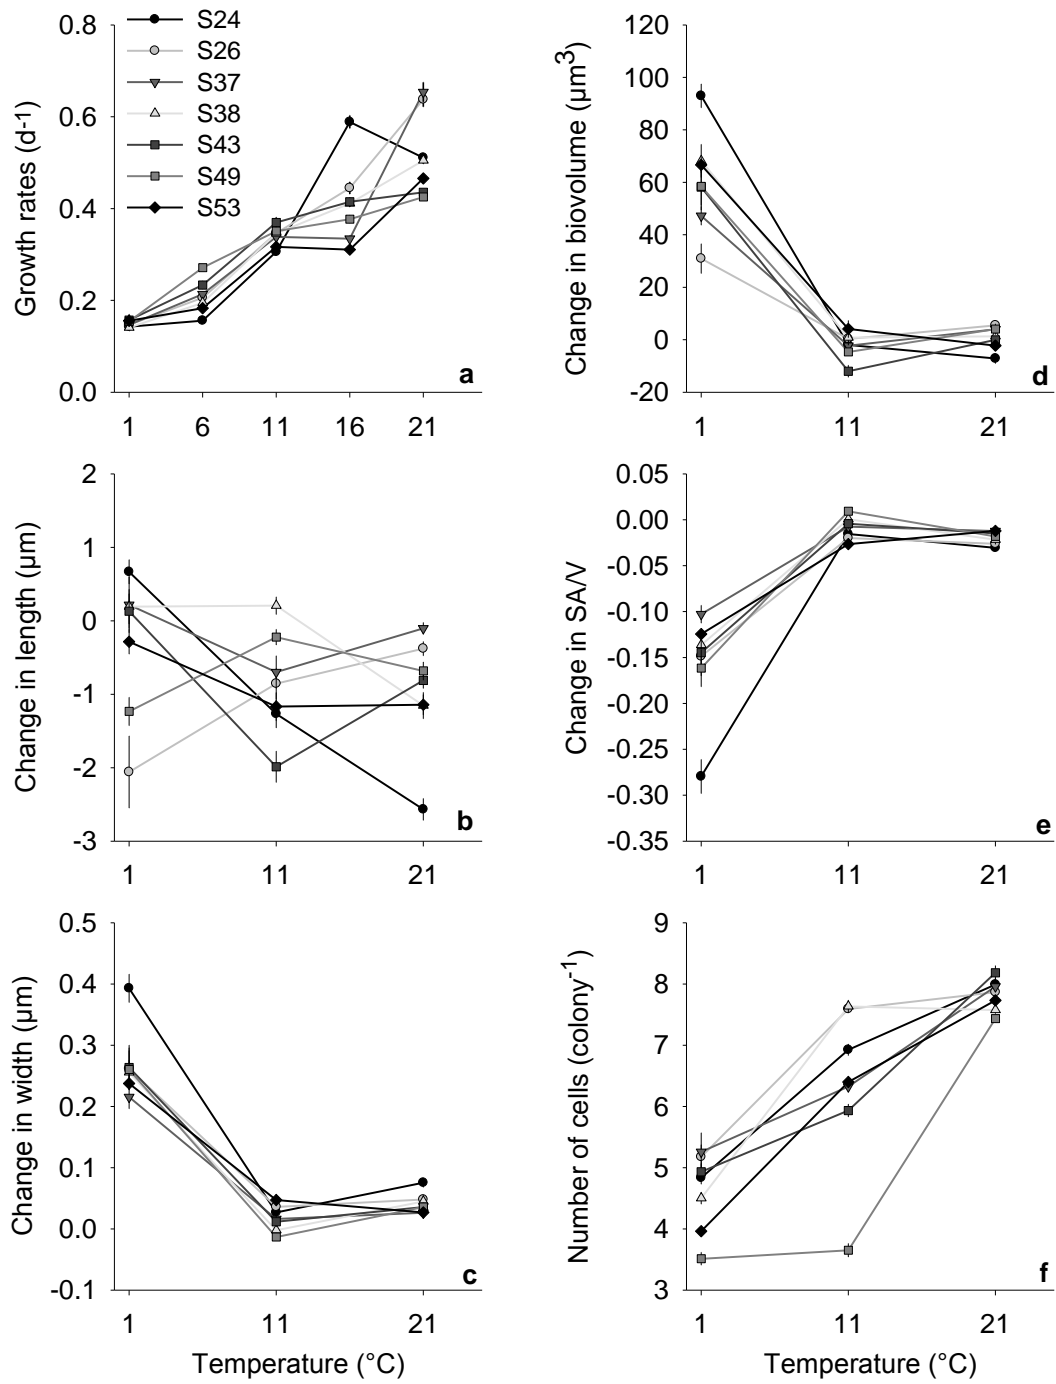 S24
S26
S37
S38
S43
S49
S53
Growth rates (d-1)
0.8
0.6
0.4
0.2
0.0
1 6 11 16 21
a
Change in biovolume (µm3)
120
100
80
60
40
20
0
-20
1 11 21
d
Change in length (µm)
2
1
0
-1
-2
-3
1 11 21
b
Change in SA/V
0.05
0.00
-0.05
-0.10
-0.15
-0.20
-0.25
-0.30
-0.35
1 11 21
e
Change in width (µm)
0.5
0.4
0.3
0.2
0.1
0.0
-0.1
1 11 21
c
Temperature (°C)
Number of cells (colony-1)
9
8
7
6
5
4
3
1 11 21
f
Temperature (°C)